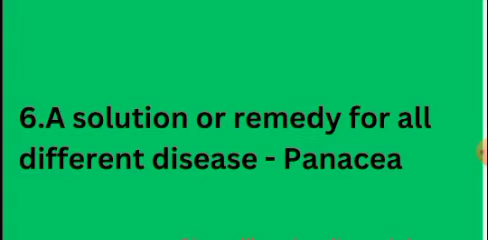 6.A solution or remedy for all
different disease - Panacea